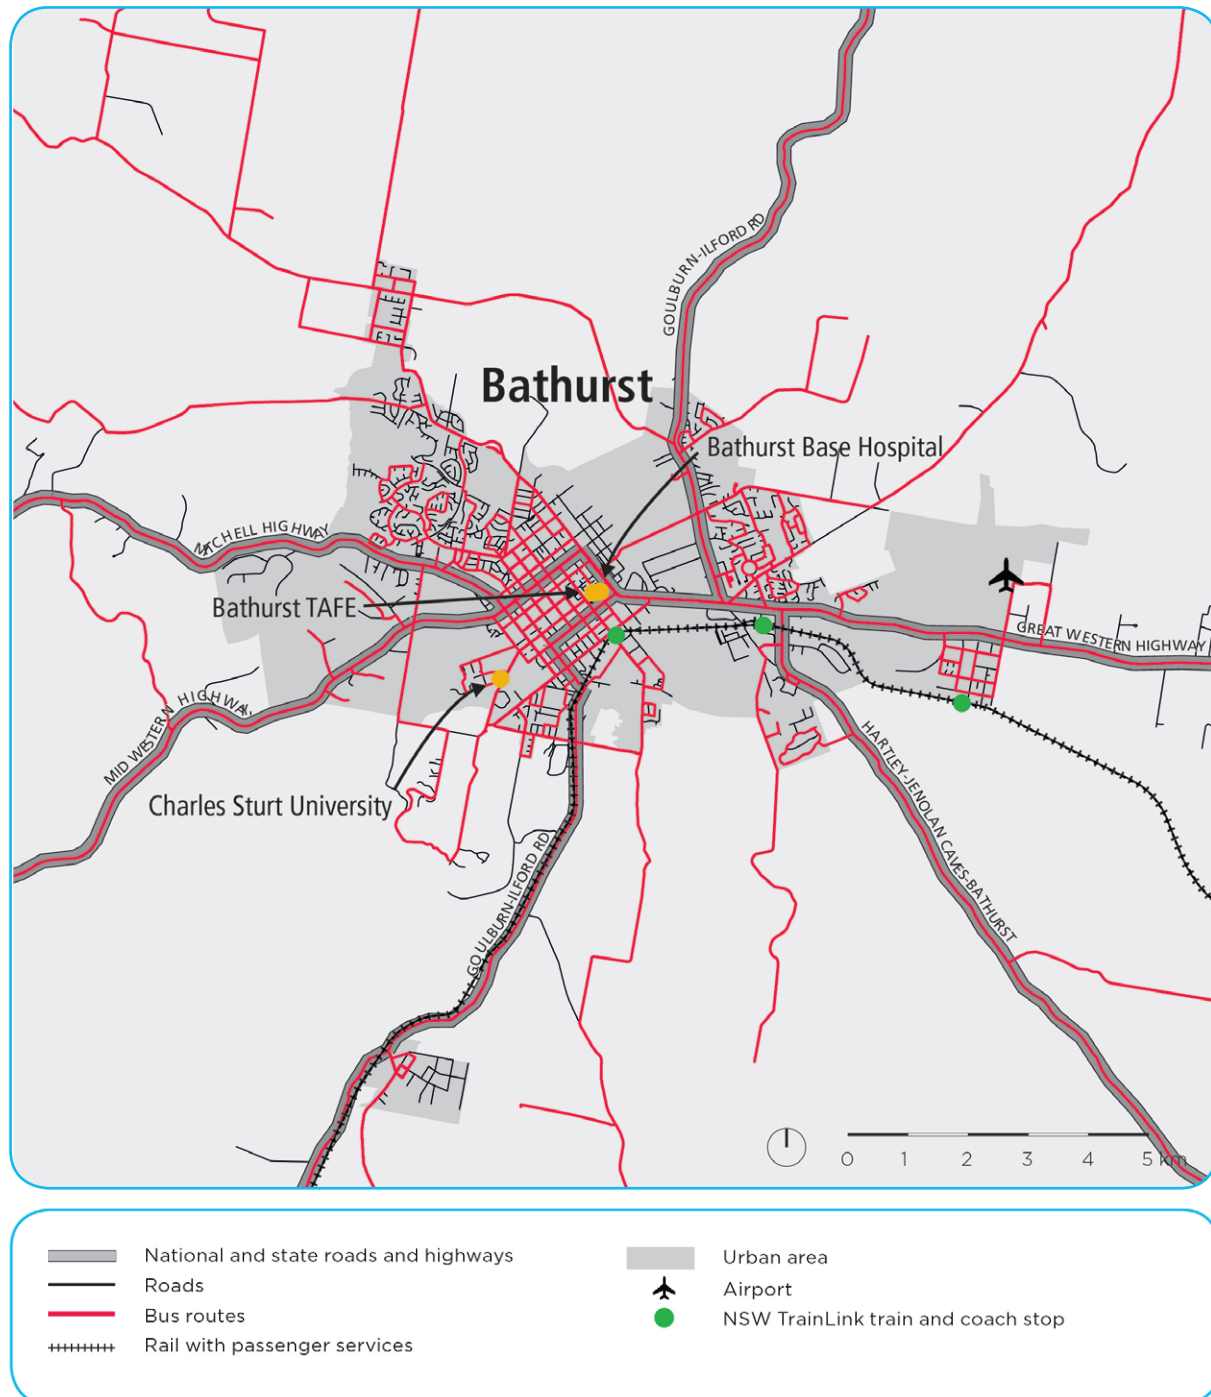 GOULBURN-ILFORD RD
Bathurst
Bathurst Base Hospital
MITCHELL HIGHWAY
Bathurst TAFE
GREAT WESTERN HIGHWAY
MID WESTERN HIGHWAY
Charles Sturt University
HARTLEY-JENOLAN CAVES-BATHURST
GOULBURN-ILFORD RD
0 1 2 3 4 5 km
National and state roads and highways
Roads
Bus routes
Rail with passenger services
Urban area
Airport
NSW TrainLink train and coach stop